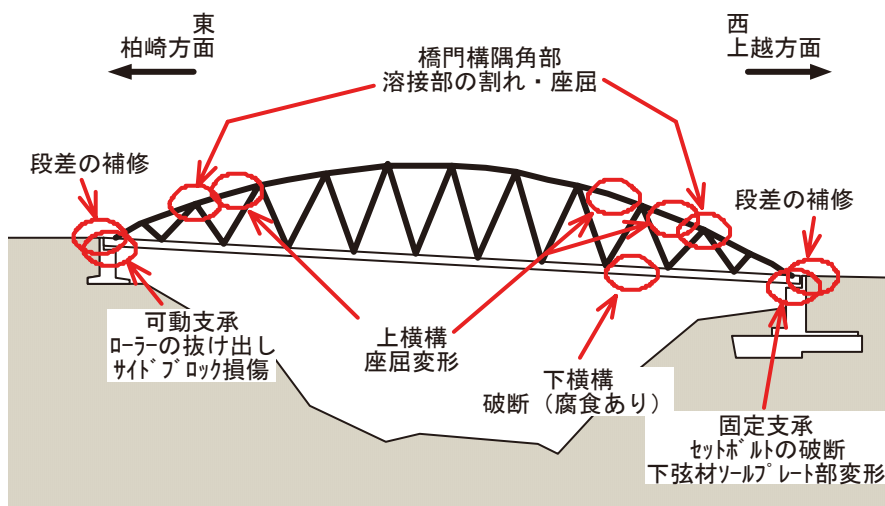 東
柏崎方面
西
上越方面
橋門構隅角部
溶接部の割れ・座屈
段差の補修
段差の補修
可動支承
ﾛｰﾗｰの抜け出し
ｻｲﾄﾞﾌﾞﾛｯｸ損傷
上横構
座屈変形
下横構
破断（腐食あり）
固定支承
ｾｯﾄﾎﾞﾙﾄの破断
下弦材ｿｰﾙﾌﾟﾚｰﾄ部変形